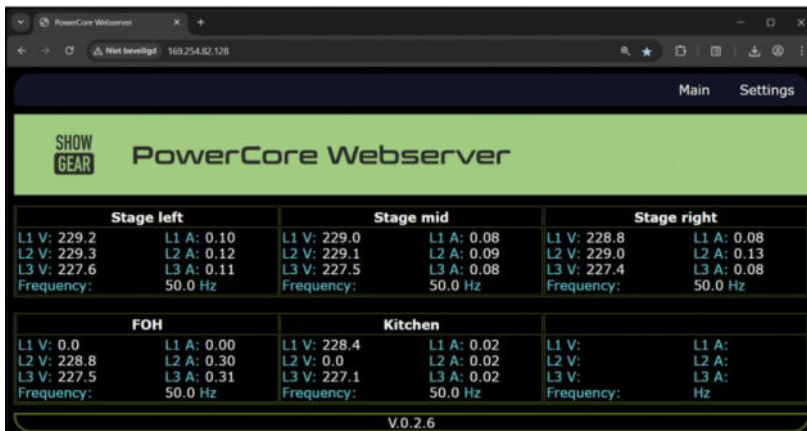 PowerCore Webserver
Niet beveiligd 169.254.82.128
Main Settings
SHOW
GEAR
PowerCore Webserver
Stage left Stage mid Stage right
L1 V: 229.2 L1 A: 0.10 L1 V: 229.0 L1 A: 0.08 L1 V: 228.8 L1 A: 0.08
L2 V: 229.3 L2 A: 0.12 L2 V: 229.1 L2 A: 0.09 L2 V: 229.0 L2 A: 0.13
L3 V: 227.6 L3 A: 0.11 L3 V: 227.5 L3 A: 0.08 L3 V: 227.4 L3 A: 0.08
Frequency: 50.0 Hz Frequency: 50.0 Hz Frequency: 50.0 Hz
FOH Kitchen
L1 V: 0.0 L1 A: 0.00 L1 V: 228.4 L1 A: 0.02 L1 V: L1 A:
L2 V: 228.8 L2 A: 0.30 L2 V: 0.0 L2 A: 0.02 L2 V: L2 A:
L3 V: 227.5 L3 A: 0.31 L3 V: 227.1 L3 A: 0.02 L3 V: L3 A:
Frequency: 50.0 Hz Frequency: 50.0 Hz Frequency: Hz
V.0.2.6